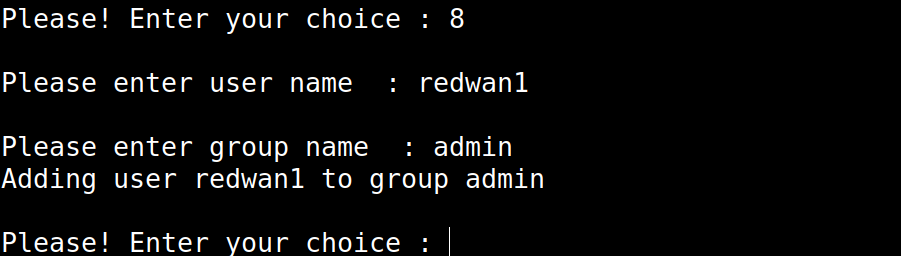 Please! Enter your choice : 8
Please enter user name  : redwan1
Please enter group name  : admin
Adding user redwan1 to group admin
Please! Enter your choice :